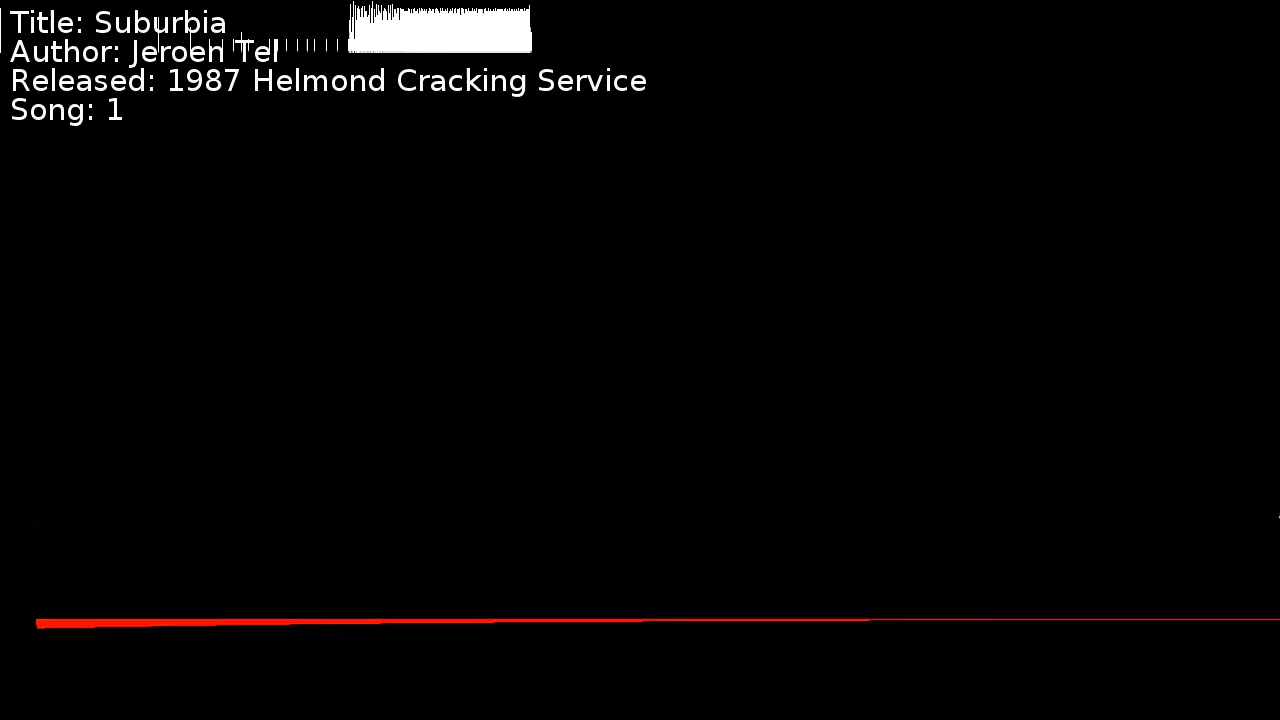 Title: Suburbia
Author: Jeroen Tel
Released: 1987 Helmond Cracking Service
Song: 1